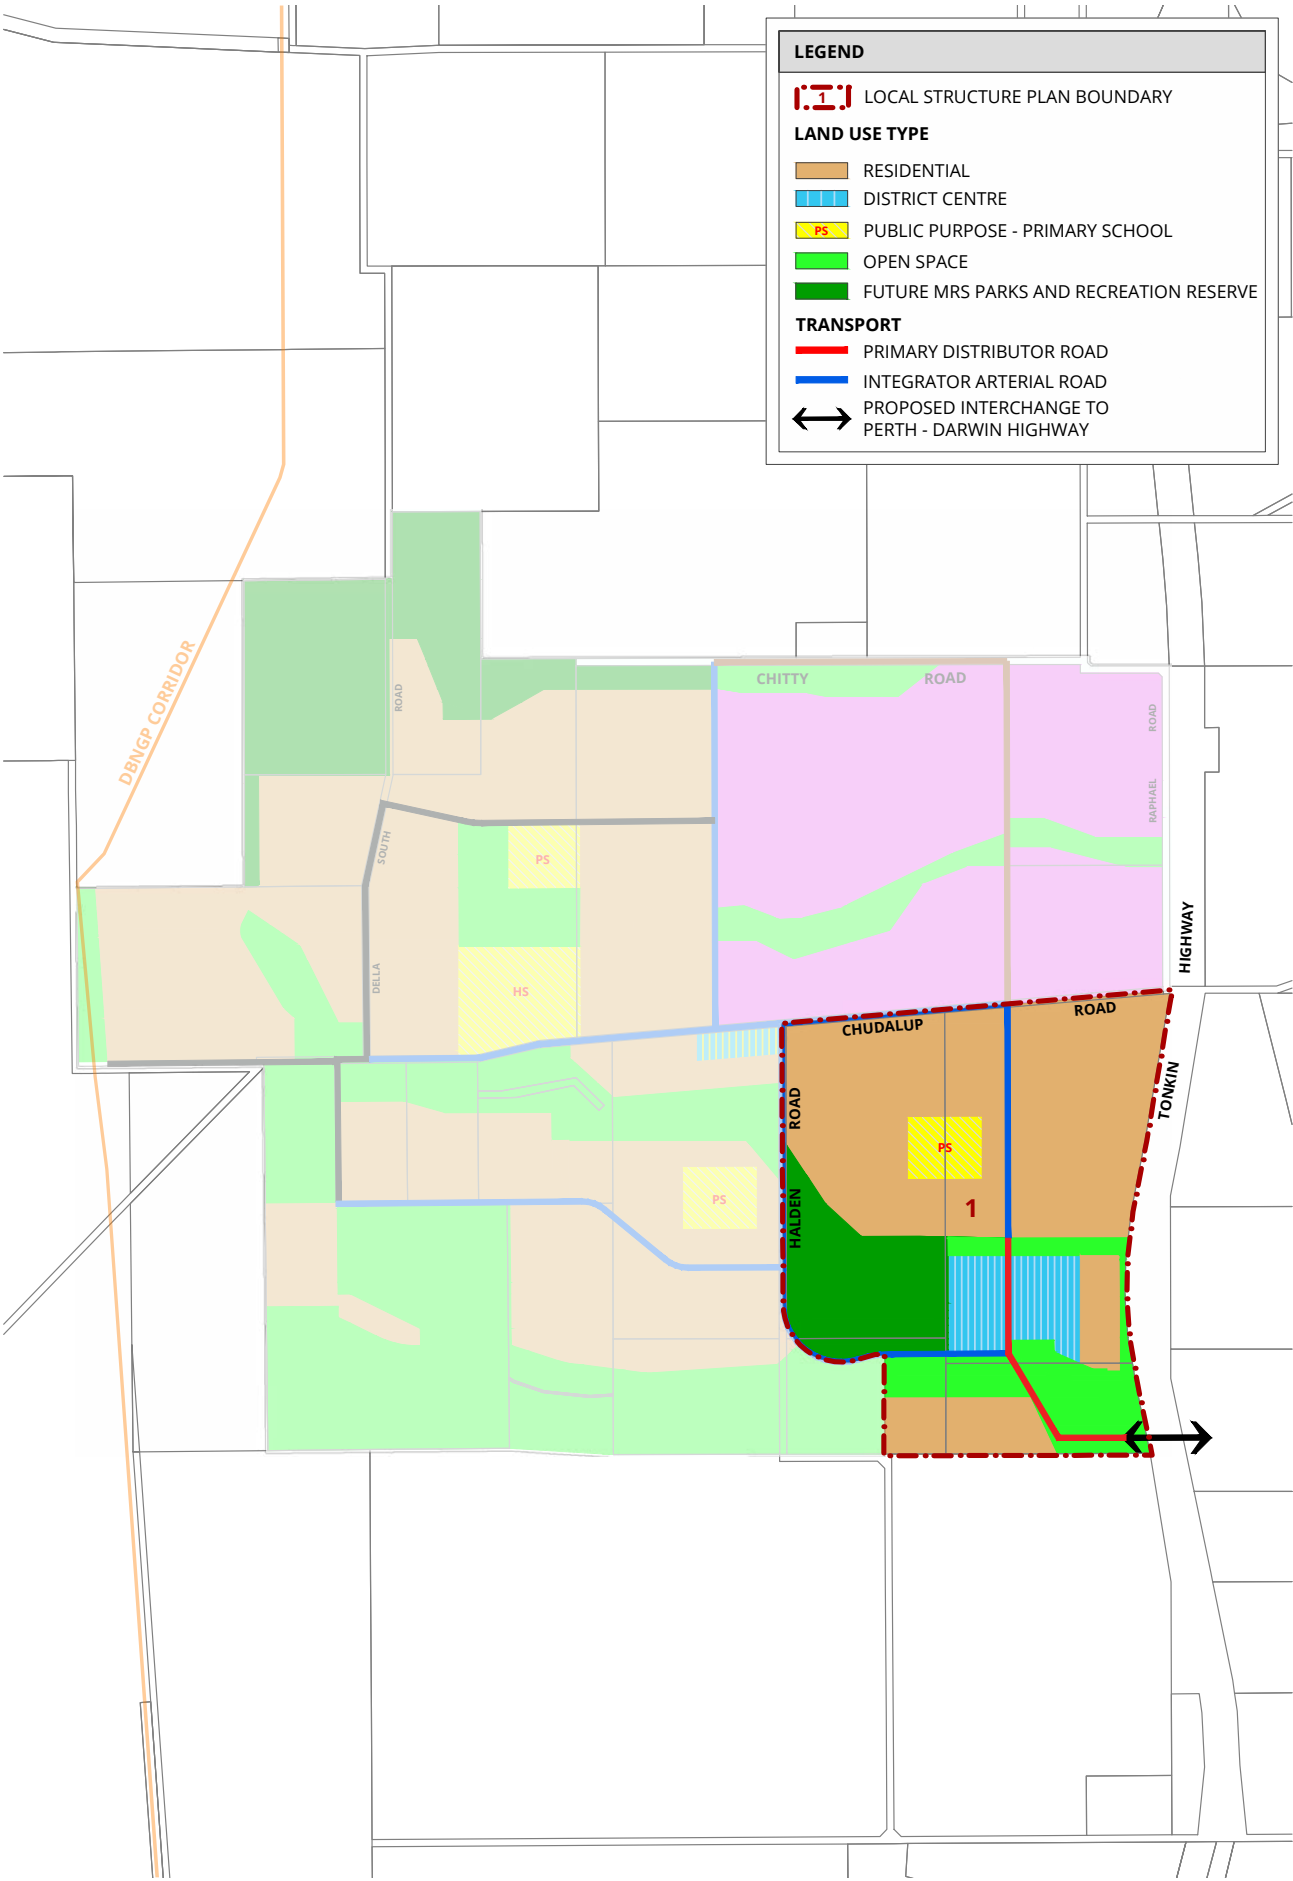 LEGEND
1 LOCAL STRUCTURE PLAN BOUNDARY
LAND USE TYPE
RESIDENTIAL
DISTRICT CENTRE
PS PUBLIC PURPOSE - PRIMARY SCHOOL
OPEN SPACE
FUTURE MRS PARKS AND RECREATION RESERVE
TRANSPORT
PRIMARY DISTRIBUTOR ROAD
INTEGRATOR ARTERIAL ROAD
PROPOSED INTERCHANGE TO
PERTH - DARWIN HIGHWAY
DBNGP CORRIDOR
ROAD
SOUTH
DELLA
CHITTY ROAD
ROAD
RAPHAEL
PS
HS
PS
HIGHWAY
TONKIN
CHUDALUP ROAD
ROAD
HALDEN
PS
1